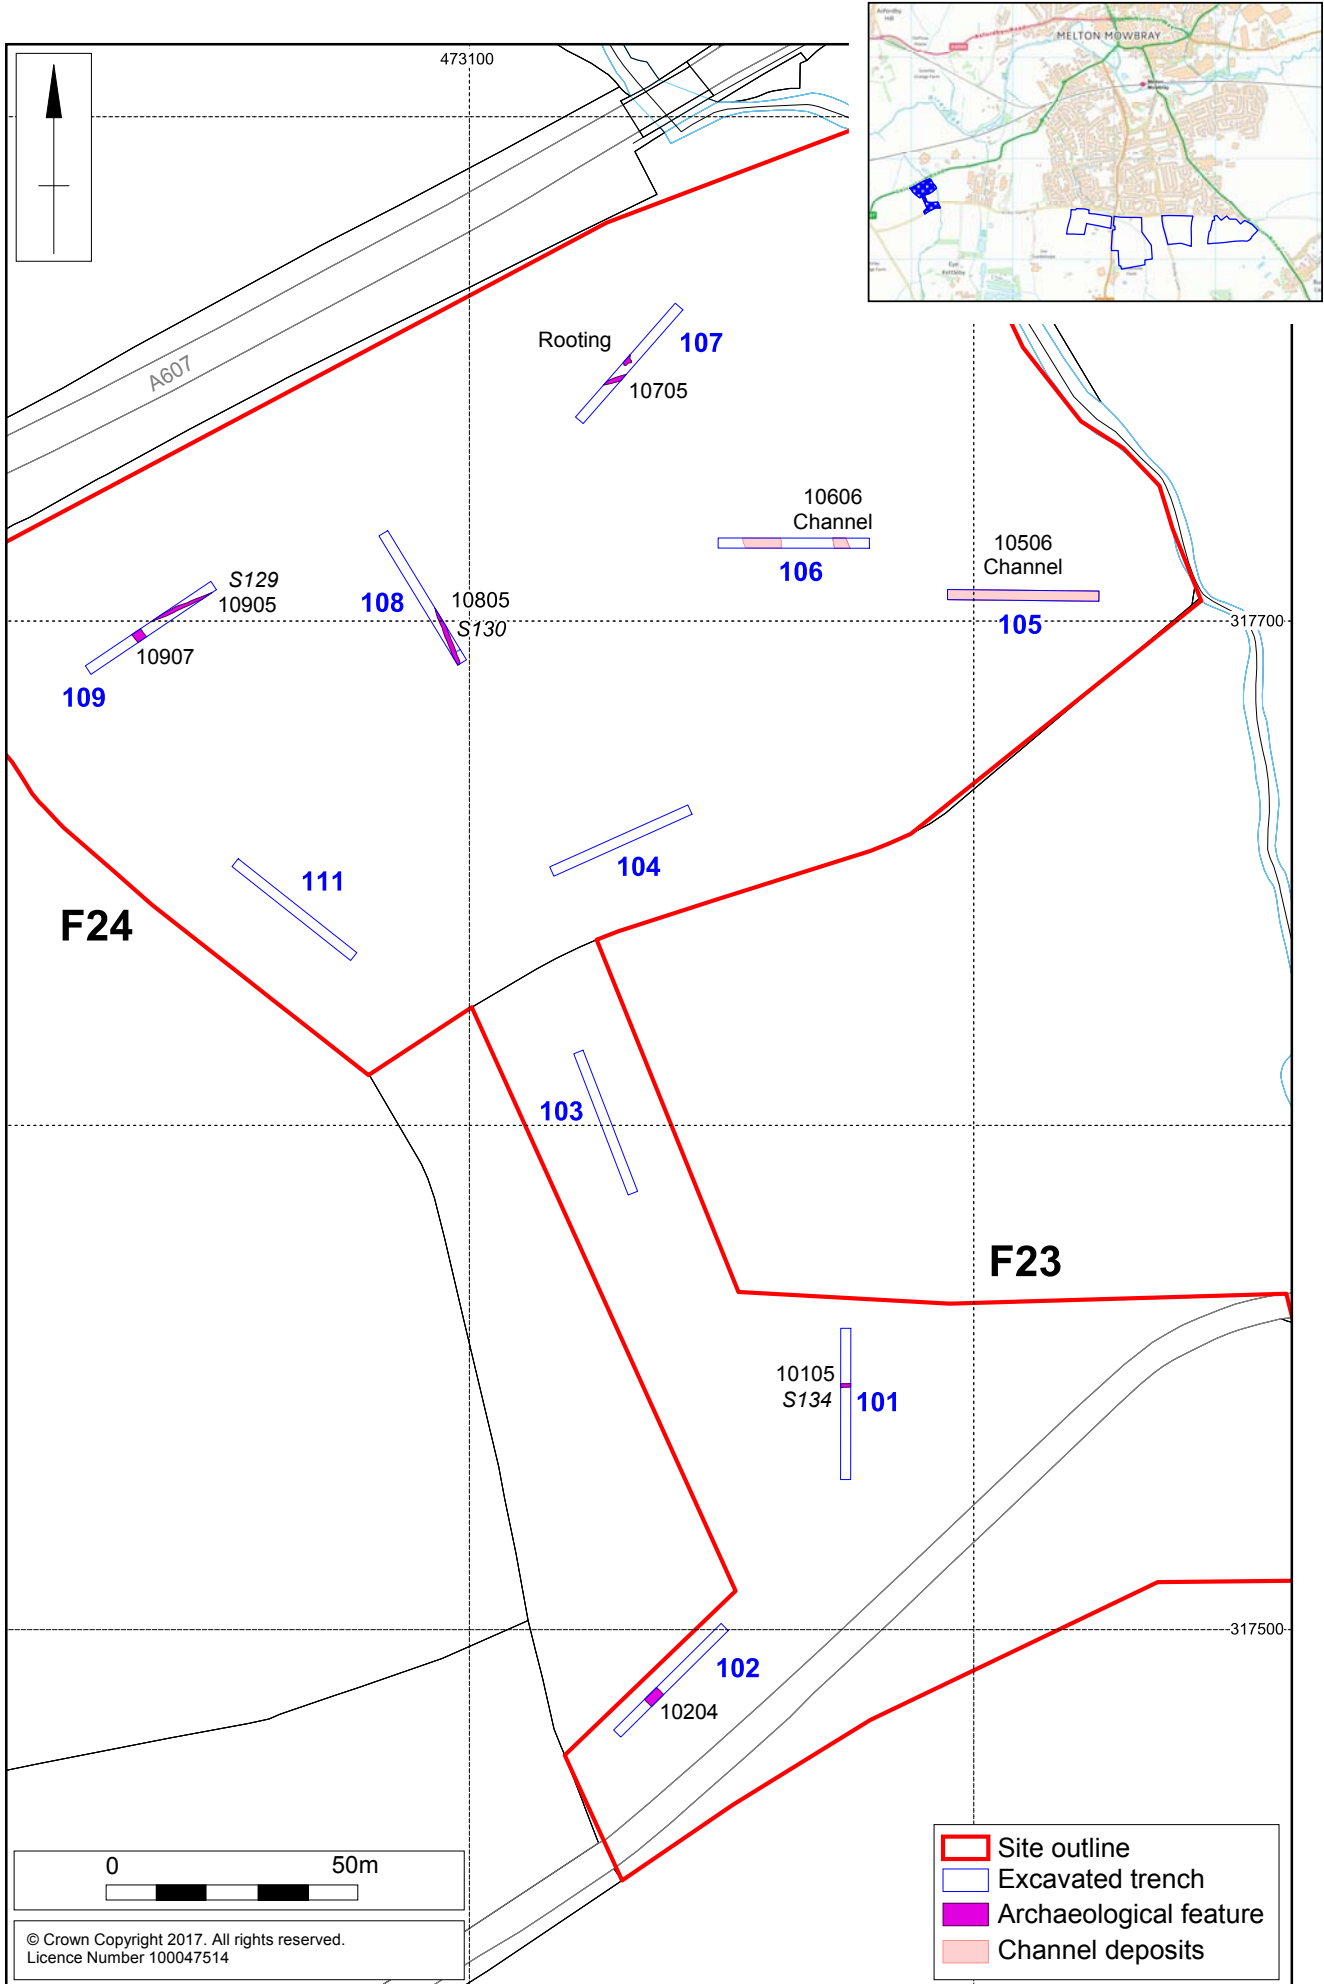 473100
MELTON MOWBRAY
A607
Rooting
107
10705
10606
Channel
106
10506
Channel
105
317700
S129
10905
10907
109
108
10805
S130
104
111
F24
103
F23
10105
S134
101
317500
102
10204
0 50m
© Crown Copyright 2017. All rights reserved.
Licence Number 100047514
Site outline
Excavated trench
Archaeological feature
Channel deposits